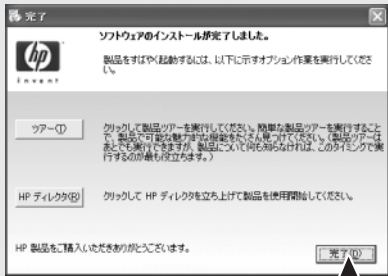 完了
ソフトウェアのインストールが完了しました。
製品をすばやく起動するには、以下に示すオプション作業を実行してくださ
い。
hp
invent
ツアー(T)
クリックして製品ツアーを実行してください。簡単な製品ツアーを実行すること
で、製品で可能な魅力的な機能をたくさん見つけてください。(製品ツアーは
あとでも実行できますが、製品について何も知らなければ、このタイミングで実
行するのが最も役立ちます。)
HP ディレクタ(R)
クリックして HP ディレクタを立ち上げて製品を使用開始してください。
HP 製品をご購入いただきありがとうございます。
完了(D)